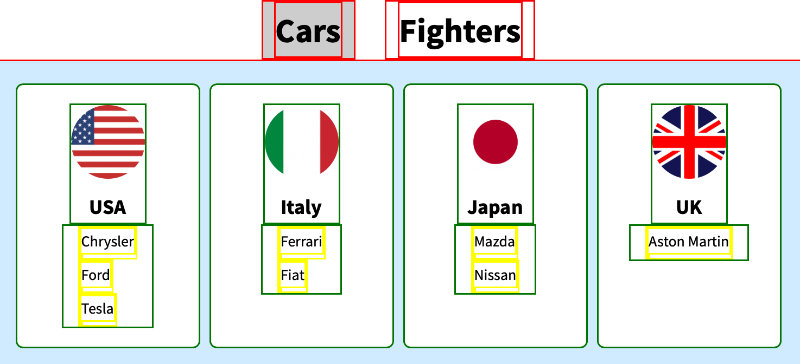 Cars
Fighters
USA
Chrysler
Ford
Tesla
Italy
Ferrari
Fiat
Japan
Mazda
Nissan
UK
Aston Martin